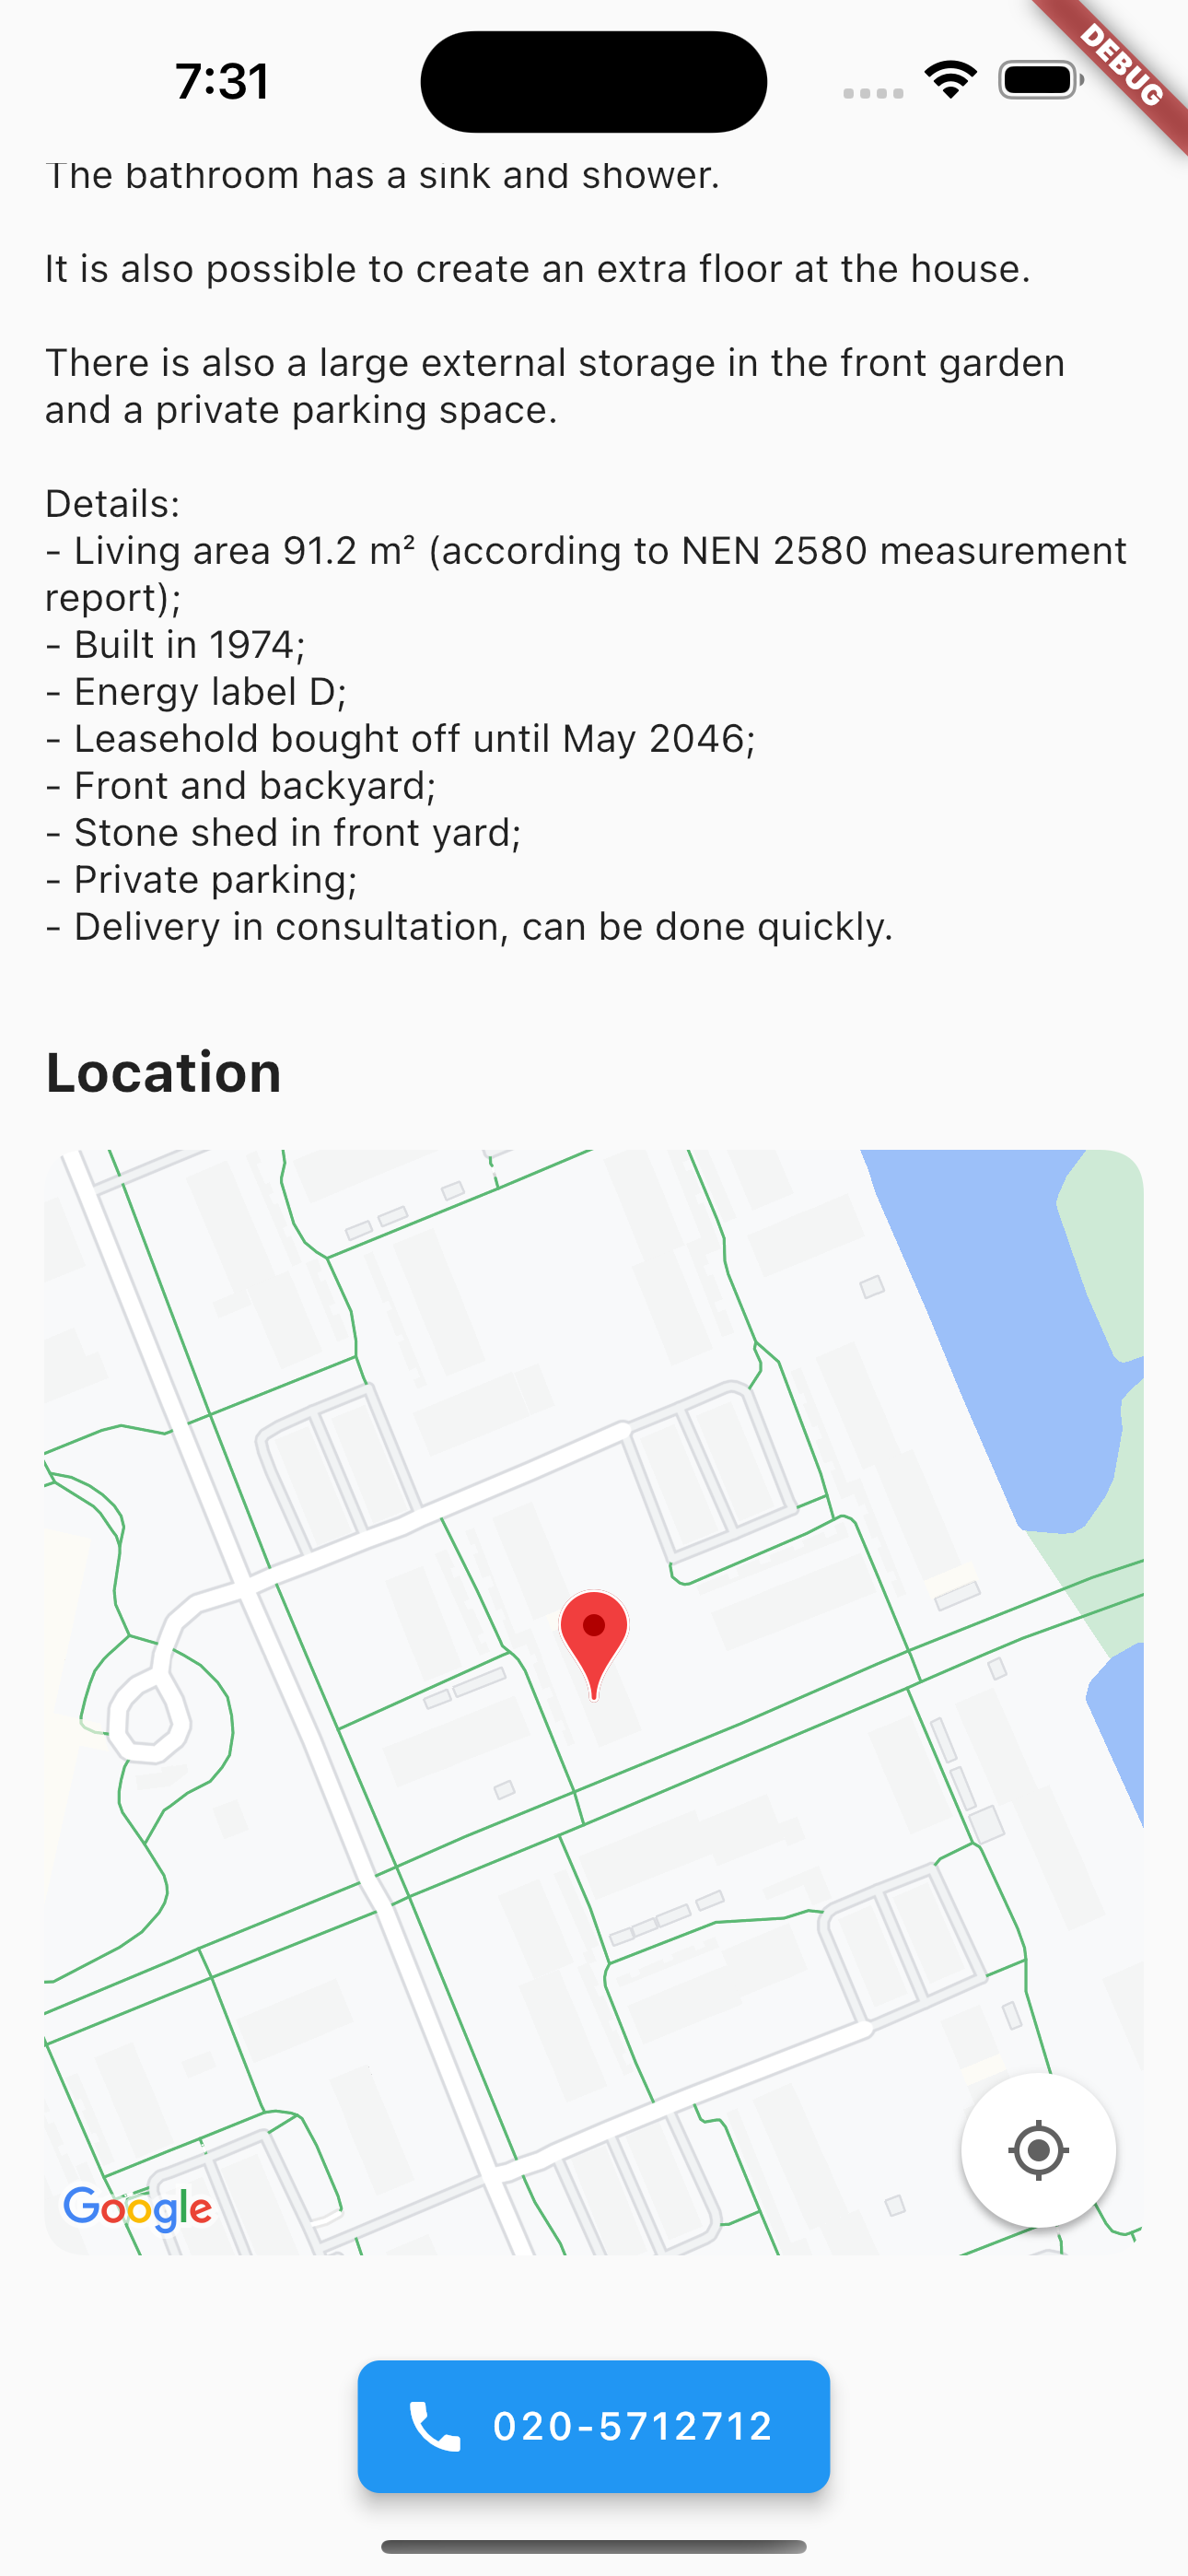 7:31
DEBUG
The bathroom has a sink and shower.
It is also possible to create an extra floor at the house.
There is also a large external storage in the front garden
and a private parking space.
Details:
- Living area 91.2 m² (according to NEN 2580 measurement
report);
- Built in 1974;
- Energy label D;
- Leasehold bought off until May 2046;
- Front and backyard;
- Stone shed in front yard;
- Private parking;
- Delivery in consultation, can be done quickly.
Location
Google
020-5712712